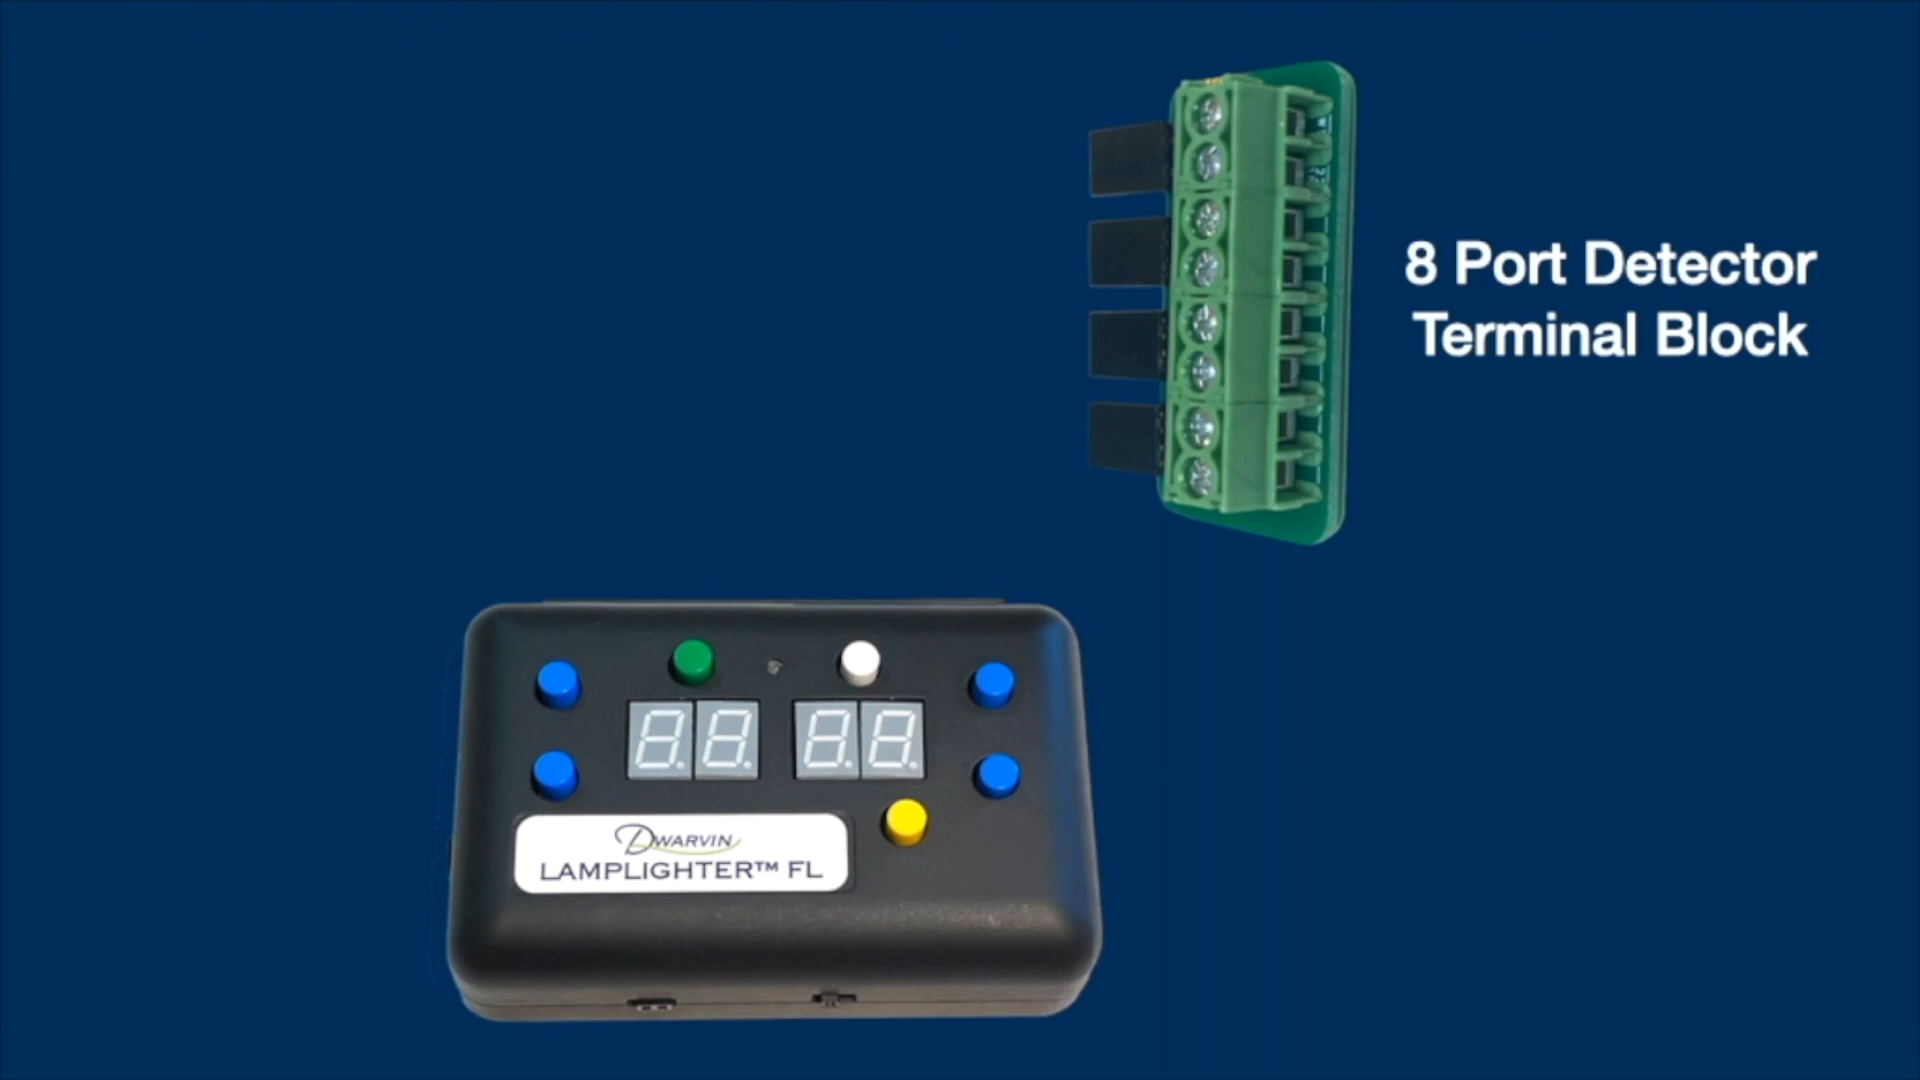 8 Port Detector
Terminal Block
DWARVIN
LAMPLIGHTER™ FL